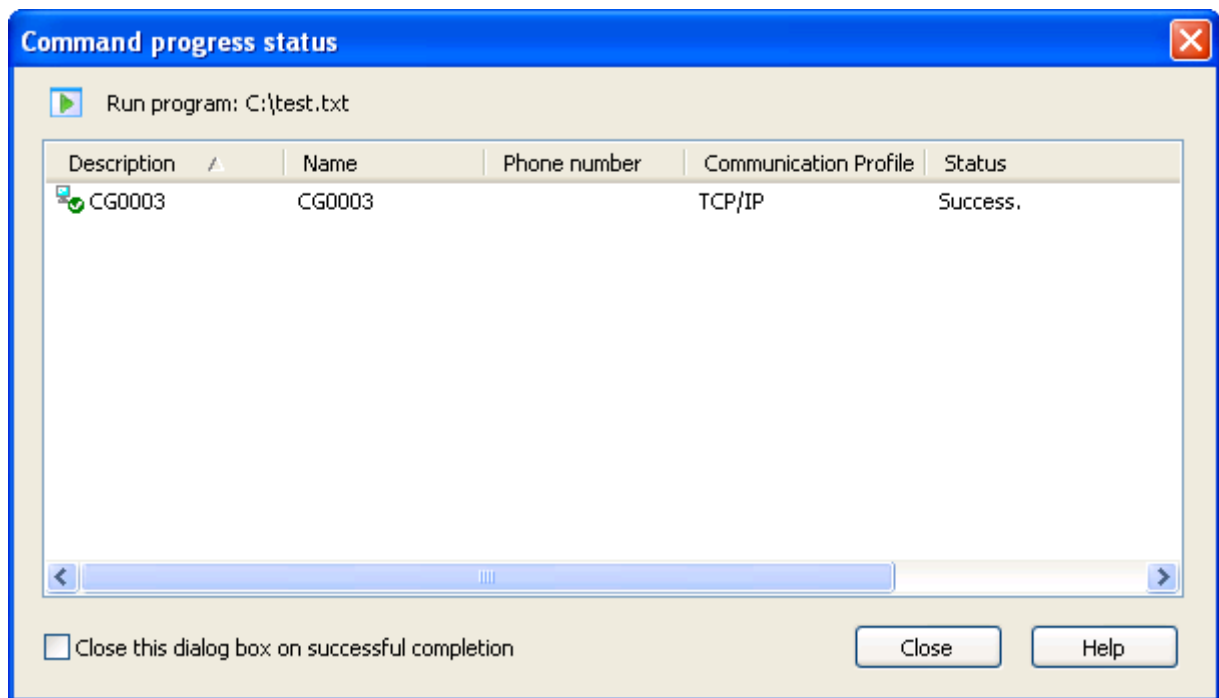 Command progress status
Run program: C:\test.txt
Description Name Phone number Communication Profile Status
CG0003 CG0003 TCP/IP Success.
Close this dialog box on successful completion Close Help